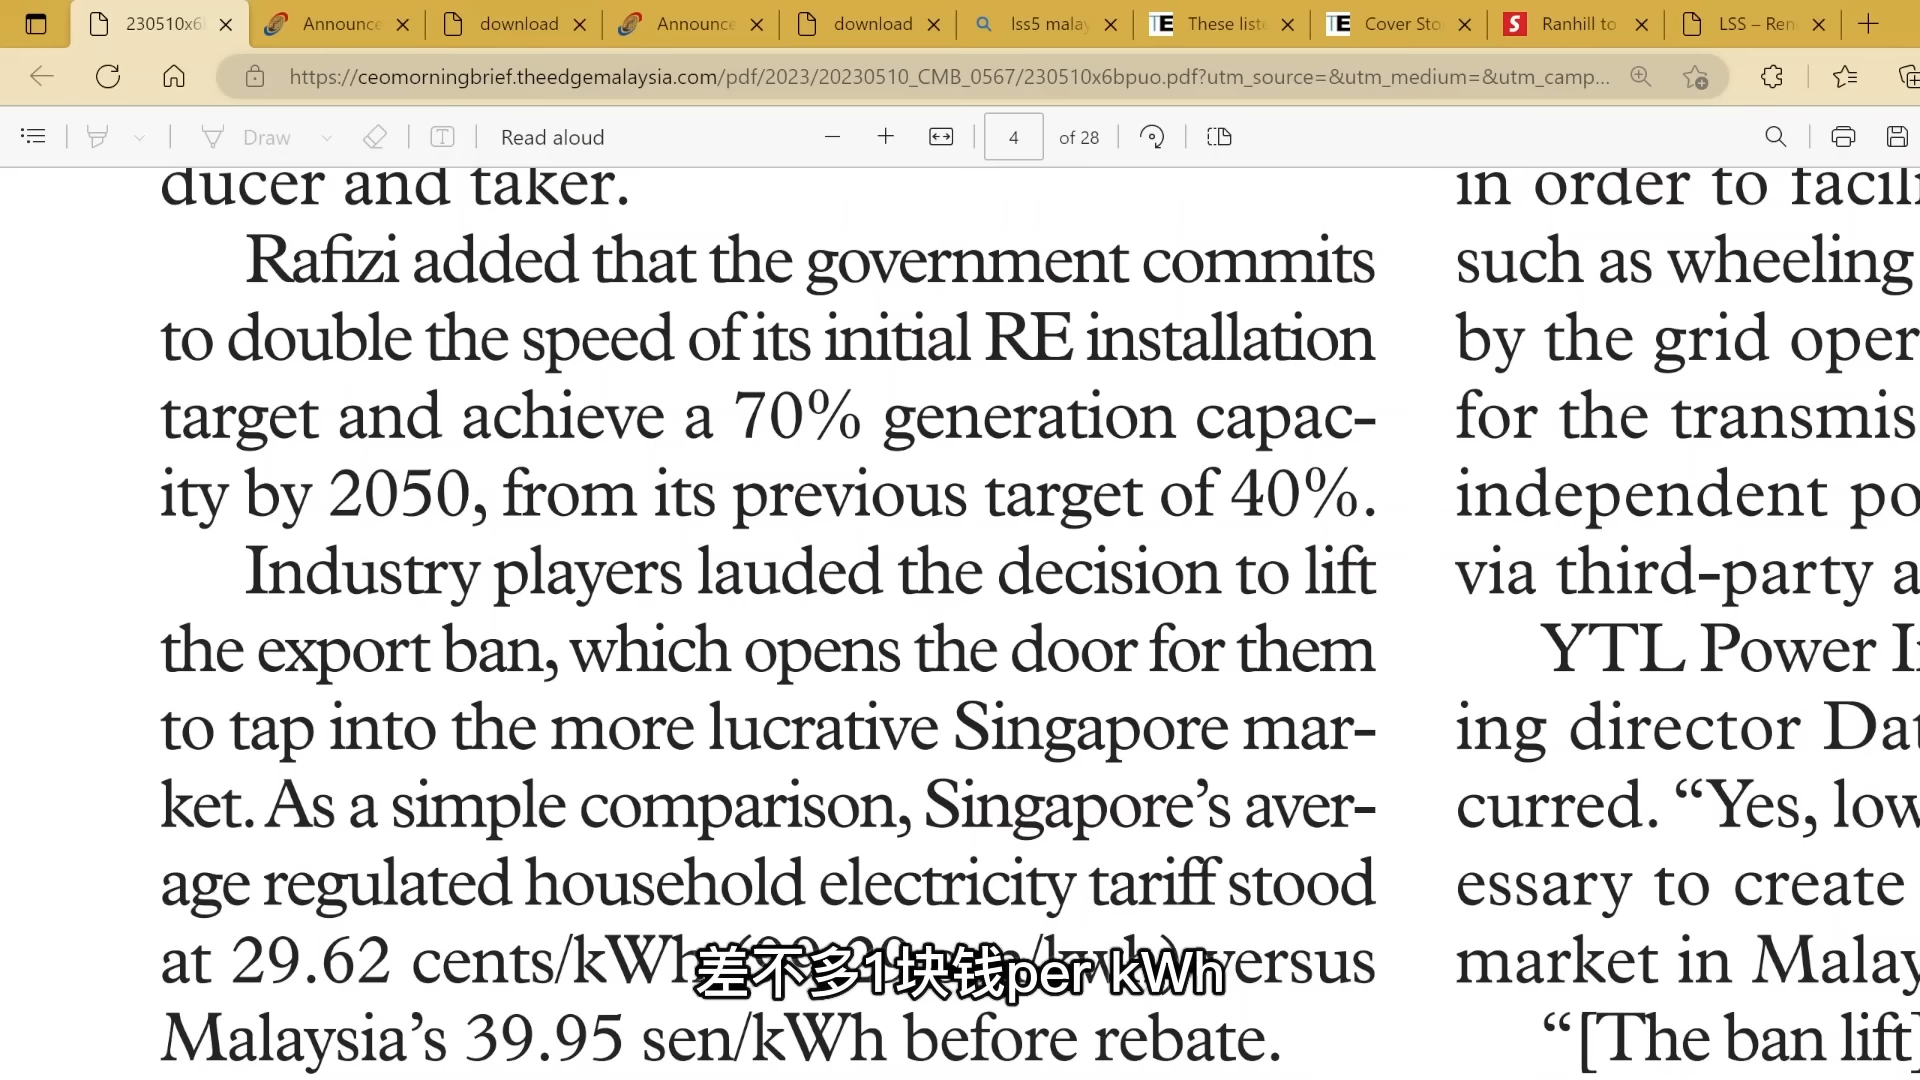 230510x6
Announce
download
Announce
download
lss5 malay
These liste
Cover Sto
Ranhill to
LSS – Ren
https://ceomorningbrief.theedgemalaysia.com/pdf/2023/20230510_CMB_0567/230510x6bpuo.pdf?utm_source=&utm_medium=&utm_camp...
Draw
Read aloud
4 of 28
ducer and taker.
Rafizi added that the government commits
to double the speed of its initial RE installation
target and achieve a 70% generation capac-
ity by 2050, from its previous target of 40%.
Industry players lauded the decision to lift
the export ban, which opens the door for them
to tap into the more lucrative Singapore mar-
ket. As a simple comparison, Singapore’s aver-
age regulated household electricity tariff stood
at 29.62 cents/kWh versus
Malaysia’s 39.95 sen/kWh before rebate.
in order to facili
such as wheeling
by the grid oper
for the transmis
independent po
via third-party a
YTL Power I
ing director Dat
curred. “Yes, low
essary to create
market in Malay
“[The ban lift]
差不多1块钱per kWh